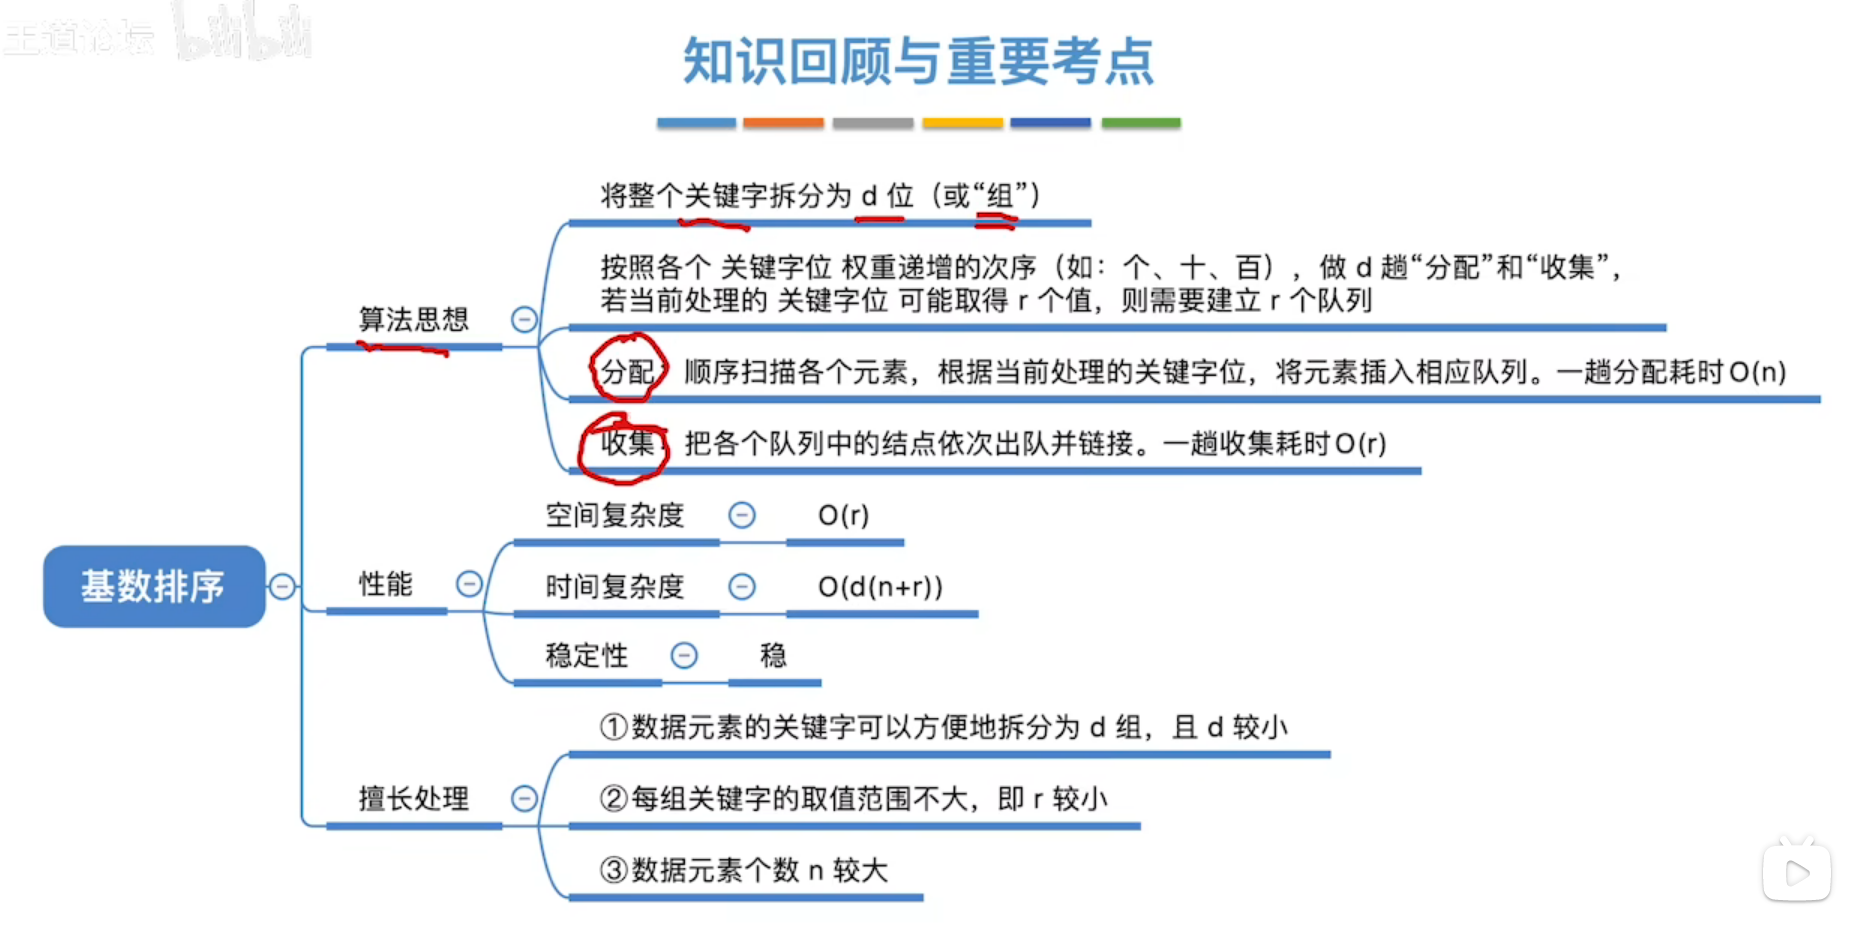 王道论坛 bilibili
知识回顾与重要考点
将整个关键字拆分为 d 位（或“组”）
按照各个 关键字位 权重递增的次序（如：个、十、百），做 d 趟“分配”和“收集”，
若当前处理的 关键字位 可能取得 r 个值，则需要建立 r 个队列
算法思想
分配：顺序扫描各个元素，根据当前处理的关键字位，将元素插入相应队列。一趟分配耗时O(n)
收集：把各个队列中的结点依次出队并链接。一趟收集耗时O(r)
基数排序
性能
空间复杂度 O(r)
时间复杂度 O(d(n+r))
稳定性 稳
擅长处理
①数据元素的关键字可以方便地拆分为 d 组，且 d 较小
②每组关键字的取值范围不大，即 r 较小
③数据元素个数 n 较大